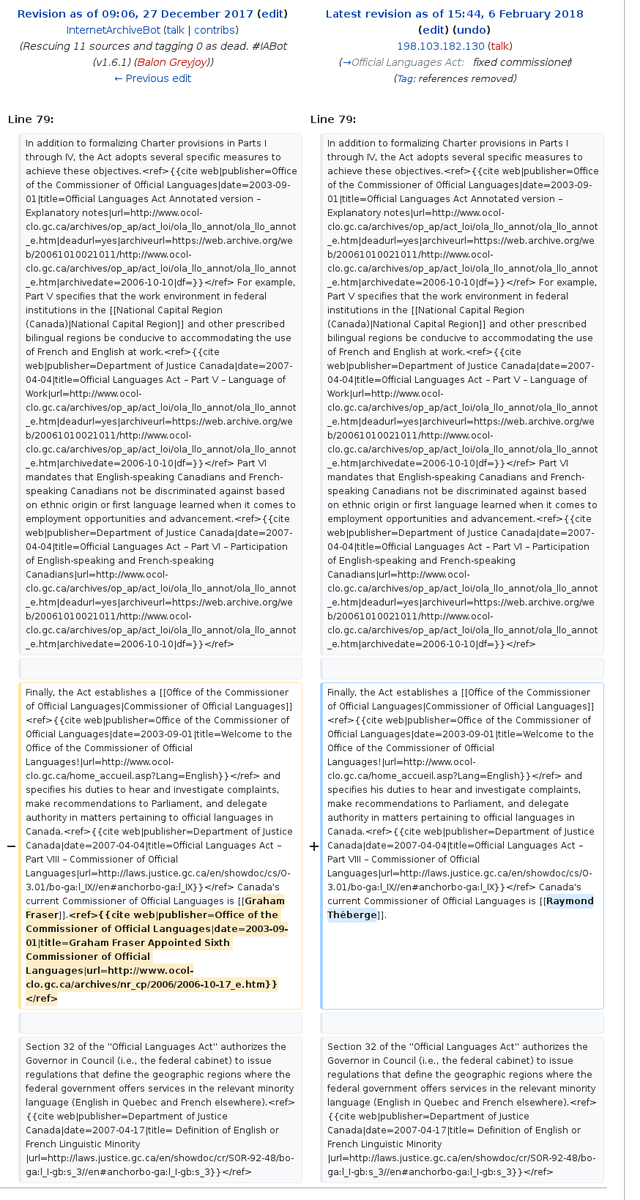 Revision as of 09:06, 27 December 2017 (edit)
InternetArchiveBot (talk | contribs)
(Rescuing 11 sources and tagging 0 as dead. #IABot
(v1.6.1) (Balon Greyjoy))
← Previous edit
Latest revision as of 15:44, 6 February 2018
(edit) (undo)
198.103.182.130 (talk)
(→Official Languages Act: fixed commissioner)
(Tag: references removed)
Line 79:
In addition to formalizing Charter provisions in Parts I
through IV, the Act adopts several specific measures to
achieve these objectives.<ref>{{cite web|publisher=Office
of the Commissioner of Official Languages|date=2003-09-
01|title=Official Languages Act Annotated version –
Explanatory notes|url=http://www.ocol-
clo.gc.ca/archives/op_ap/act_loi/ola_llo_annot/ola_llo_annot
_e.htm|deadurl=yes|archiveurl=https://web.archive.org/we
b/20061010021011/http://www.ocol-
clo.gc.ca/archives/op_ap/act_loi/ola_llo_annot/ola_llo_annot
_e.htm|archivedate=2006-10-10|df=}}</ref> For example,
Part V specifies that the work environment in federal
institutions in the [[National Capital Region
(Canada)|National Capital Region]] and other prescribed
bilingual regions be conducive to accommodating the use
of French and English at work.<ref>{{cite
web|publisher=Department of Justice Canada|date=2007-
04-04|title=Official Languages Act – Part V – Language of
Work|url=http://www.ocol-
clo.gc.ca/archives/op_ap/act_loi/ola_llo_annot/ola_llo_annot
_e.htm|deadurl=yes|archiveurl=https://web.archive.org/we
b/20061010021011/http://www.ocol-
clo.gc.ca/archives/op_ap/act_loi/ola_llo_annot/ola_llo_annot
_e.htm|archivedate=2006-10-10|df=}}</ref> Part VI
mandates that English-speaking Canadians and French-
speaking Canadians not be discriminated against based
on ethnic origin or first language learned when it comes to
employment opportunities and advancement.<ref>{{cite
web|publisher=Department of Justice Canada|date=2007-
04-04|title=Official Languages Act – Part VI – Participation
of English-speaking and French-speaking
Canadians|url=http://www.ocol-
clo.gc.ca/archives/op_ap/act_loi/ola_llo_annot/ola_llo_annot
_e.htm|deadurl=yes|archiveurl=https://web.archive.org/we
b/20061010021011/http://www.ocol-
clo.gc.ca/archives/op_ap/act_loi/ola_llo_annot/ola_llo_annot
_e.htm|archivedate=2006-10-10|df=}}</ref>
Line 79:
In addition to formalizing Charter provisions in Parts I
through IV, the Act adopts several specific measures to
achieve these objectives.<ref>{{cite web|publisher=Office
of the Commissioner of Official Languages|date=2003-09-
01|title=Official Languages Act Annotated version –
Explanatory notes|url=http://www.ocol-
clo.gc.ca/archives/op_ap/act_loi/ola_llo_annot/ola_llo_annot
_e.htm|deadurl=yes|archiveurl=https://web.archive.org/we
b/20061010021011/http://www.ocol-
clo.gc.ca/archives/op_ap/act_loi/ola_llo_annot/ola_llo_annot
_e.htm|archivedate=2006-10-10|df=}}</ref> For example,
Part V specifies that the work environment in federal
institutions in the [[National Capital Region
(Canada)|National Capital Region]] and other prescribed
bilingual regions be conducive to accommodating the use
of French and English at work.<ref>{{cite
web|publisher=Department of Justice Canada|date=2007-
04-04|title=Official Languages Act – Part V – Language of
Work|url=http://www.ocol-
clo.gc.ca/archives/op_ap/act_loi/ola_llo_annot/ola_llo_annot
_e.htm|deadurl=yes|archiveurl=https://web.archive.org/we
b/20061010021011/http://www.ocol-
clo.gc.ca/archives/op_ap/act_loi/ola_llo_annot/ola_llo_annot
_e.htm|archivedate=2006-10-10|df=}}</ref> Part VI
mandates that English-speaking Canadians and French-
speaking Canadians not be discriminated against based
on ethnic origin or first language learned when it comes to
employment opportunities and advancement.<ref>{{cite
web|publisher=Department of Justice Canada|date=2007-
04-04|title=Official Languages Act – Part VI – Participation
of English-speaking and French-speaking
Canadians|url=http://www.ocol-
clo.gc.ca/archives/op_ap/act_loi/ola_llo_annot/ola_llo_annot
_e.htm|deadurl=yes|archiveurl=https://web.archive.org/we
b/20061010021011/http://www.ocol-
clo.gc.ca/archives/op_ap/act_loi/ola_llo_annot/ola_llo_annot
_e.htm|archivedate=2006-10-10|df=}}</ref>
−
Finally, the Act establishes a [[Office of the Commissioner
of Official Languages|Commissioner of Official Languages]]
<ref>{{cite web|publisher=Office of the Commissioner of
Official Languages|date=2003-09-01|title=Welcome to the
Office of the Commissioner of Official
Languages!|url=http://www.ocol-
clo.gc.ca/home_accueil.asp?Lang=English}}</ref> and
specifies his duties to hear and investigate complaints,
make recommendations to Parliament, and delegate
authority in matters pertaining to official languages in
Canada.<ref>{{cite web|publisher=Department of Justice
Canada|date=2007-04-04|title=Official Languages Act –
Part VIII – Commissioner of Official
Languages|url=http://laws.justice.gc.ca/en/showdoc/cs/O-
3.01/bo-ga:l_IX//en#anchorbo-ga:l_IX}}</ref> Canada's
current Commissioner of Official Languages is [[Graham
Fraser]].<ref>{{cite web|publisher=Office of the
Commissioner of Official Languages|date=2003-09-
01|title=Graham Fraser Appointed Sixth
Commissioner of Official
Languages|url=http://www.ocol-
clo.gc.ca/archives/nr_cp/2006/2006-10-17_e.htm}}
</ref>
+
Finally, the Act establishes a [[Office of the Commissioner
of Official Languages|Commissioner of Official Languages]]
<ref>{{cite web|publisher=Office of the Commissioner of
Official Languages|date=2003-09-01|title=Welcome to the
Office of the Commissioner of Official
Languages!|url=http://www.ocol-
clo.gc.ca/home_accueil.asp?Lang=English}}</ref> and
specifies his duties to hear and investigate complaints,
make recommendations to Parliament, and delegate
authority in matters pertaining to official languages in
Canada.<ref>{{cite web|publisher=Department of Justice
Canada|date=2007-04-04|title=Official Languages Act –
Part VIII – Commissioner of Official
Languages|url=http://laws.justice.gc.ca/en/showdoc/cs/O-
3.01/bo-ga:l_IX//en#anchorbo-ga:l_IX}}</ref> Canada's
current Commissioner of Official Languages is [[Raymond
Théberge]].
Section 32 of the "Official Languages Act" authorizes the
Governor in Council (i.e., the federal cabinet) to issue
regulations that define the geographic regions where the
federal government offers services in the relevant minority
language (English in Quebec and French elsewhere).<ref>
{{cite web|publisher=Department of Justice
Canada|date=2007-04-17|title= Definition of English or
French Linguistic Minority
|url=http://laws.justice.gc.ca/en/showdoc/cr/SOR-92-48/bo-
ga:l_I-gb:s_3//en#anchorbo-ga:l_I-gb:s_3}}</ref>
Section 32 of the "Official Languages Act" authorizes the
Governor in Council (i.e., the federal cabinet) to issue
regulations that define the geographic regions where the
federal government offers services in the relevant minority
language (English in Quebec and French elsewhere).<ref>
{{cite web|publisher=Department of Justice
Canada|date=2007-04-17|title= Definition of English or
French Linguistic Minority
|url=http://laws.justice.gc.ca/en/showdoc/cr/SOR-92-48/bo-
ga:l_I-gb:s_3//en#anchorbo-ga:l_I-gb:s_3}}</ref>